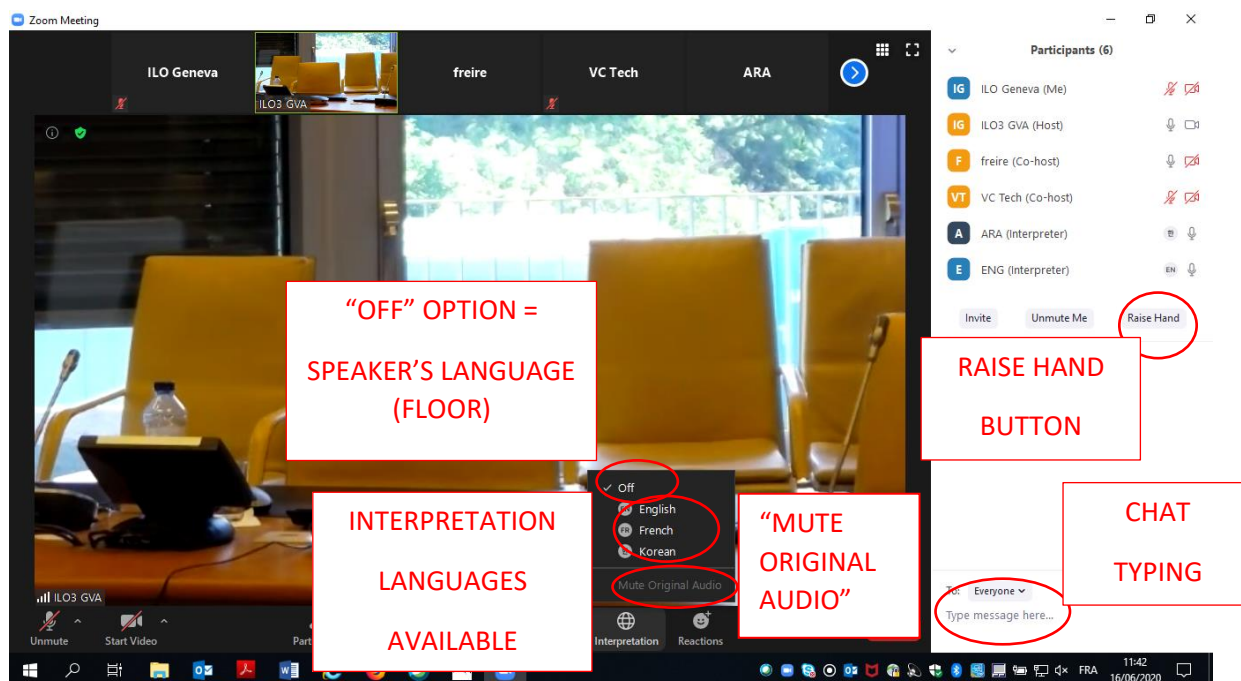 Zoom Meeting
ILO Geneva
ILO3 GVA
freire
VC Tech
ARA
Participants (6)
IG ILO Geneva (Me)
IG ILO3 GVA (Host)
F freire (Co-host)
VT VC Tech (Co-host)
A ARA (Interpreter) 한
E ENG (Interpreter) EN
Invite Unmute Me Raise Hand
“OFF” OPTION =
SPEAKER’S LANGUAGE
(FLOOR)
RAISE HAND
BUTTON
Off
English
FR French
Korean
Mute Original Audio
INTERPRETATION
LANGUAGES
AVAILABLE
“MUTE
ORIGINAL
AUDIO”
CHAT
TYPING
To: Everyone
Type message here...
ILO3 GVA
Unmute
Start Video
Part
Interpretation
Reactions
FRA
11:42
16/06/2020